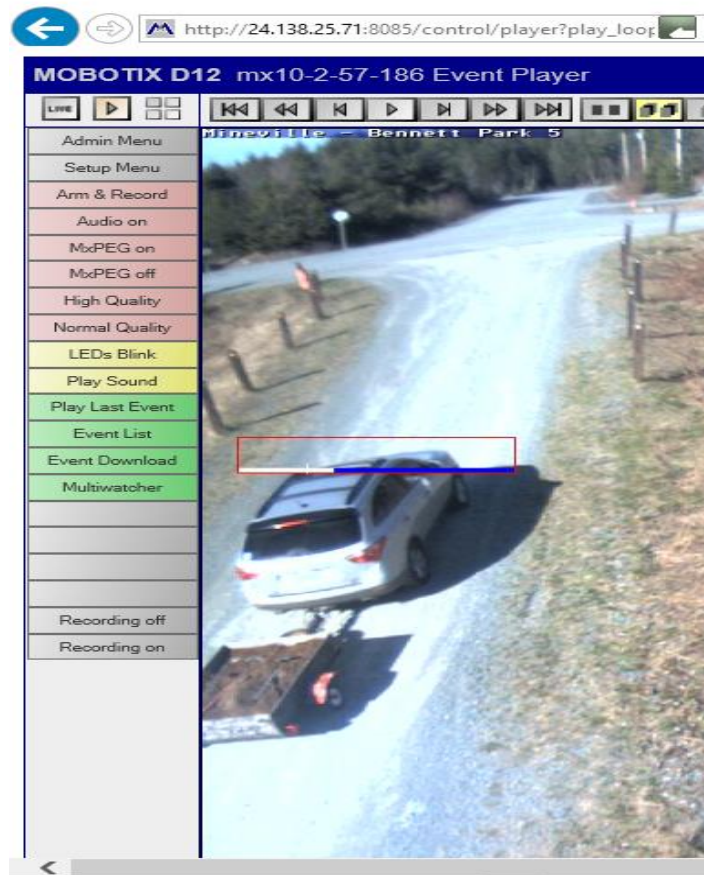 http://24.138.25.71:8085/control/player?play_loop
MOBOTIX D12 mx10-2-57-186 Event Player
LIVE
Mineville - Bennett Park 5
Admin Menu
Setup Menu
Arm & Record
Audio on
MxPEG on
MxPEG off
High Quality
Normal Quality
LEDs Blink
Play Sound
Play Last Event
Event List
Event Download
Multiwatcher
Recording off
Recording on